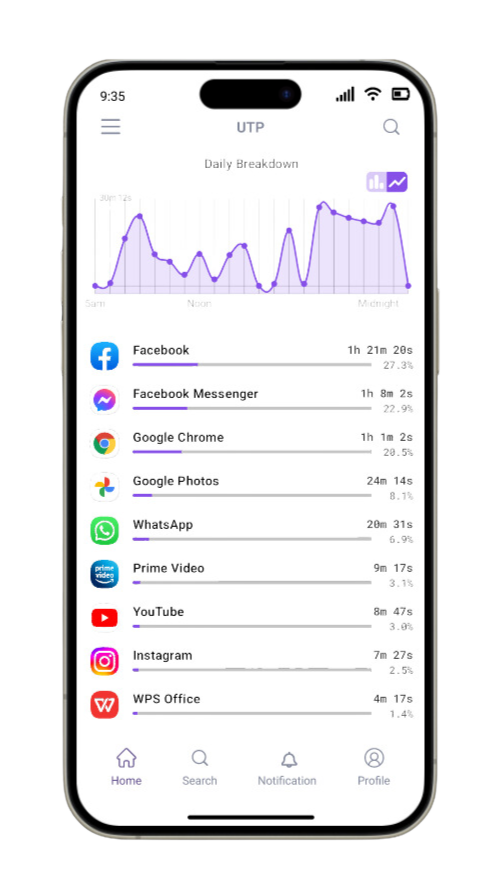 9:35
UTP
Daily Breakdown
30m 12s
5am Noon Midnight
Facebook 1h 21m 20s
27.3%
Facebook Messenger 1h 8m 2s
22.9%
Google Chrome 1h 1m 2s
20.5%
Google Photos 24m 14s
8.1%
WhatsApp 20m 31s
6.9%
prime video
Prime Video 9m 17s
3.1%
YouTube 8m 47s
3.0%
Instagram 7m 27s
2.5%
WPS Office 4m 17s
1.4%
Home Search Notification Profile